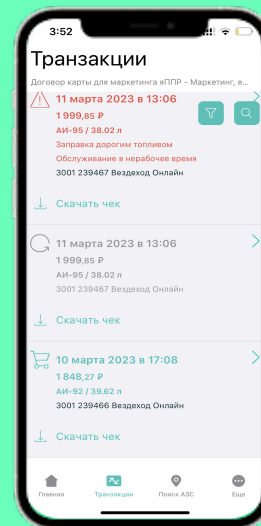 3:52
Транзакции
Договор карты для маркетинга яППР – Маркетинг, в...
11 марта 2023 в 13:06
1 999,85 ₽
АИ-95 / 38.02 л
Заправка дорогим топливом
Обслуживание в нерабочее время
3001 239467 Вездеход Онлайн
Скачать чек
11 марта 2023 в 13:06
1 999,85 ₽
АИ-95 / 38.02 л
3001 239467 Вездеход Онлайн
Скачать чек
10 марта 2023 в 17:08
1 848,27 ₽
АИ-92 / 39.62 л
3001 239466 Вездеход Онлайн
Скачать чек
Главная Транзакции Поиск АЗС Еще